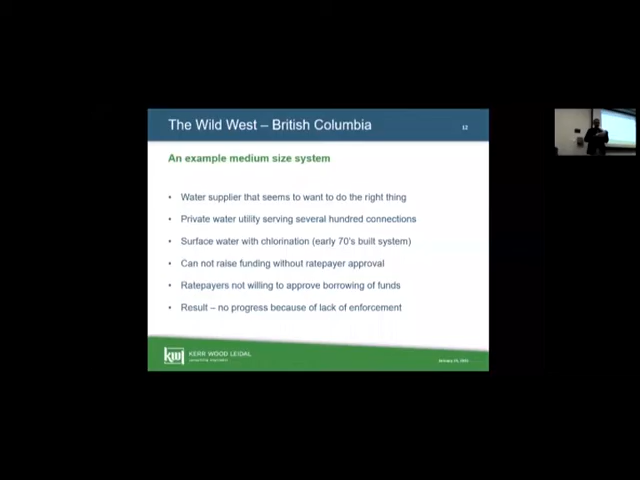 The Wild West – British Columbia
12
An example medium size system
• Water supplier that seems to want to do the right thing
• Private water utility serving several hundred connections
• Surface water with chlorination (early 70's built system)
• Can not raise funding without ratepayer approval
• Ratepayers not willing to approve borrowing of funds
• Result – no progress because of lack of enforcement
kwl
KERR WOOD LEIDAL
consulting engineers